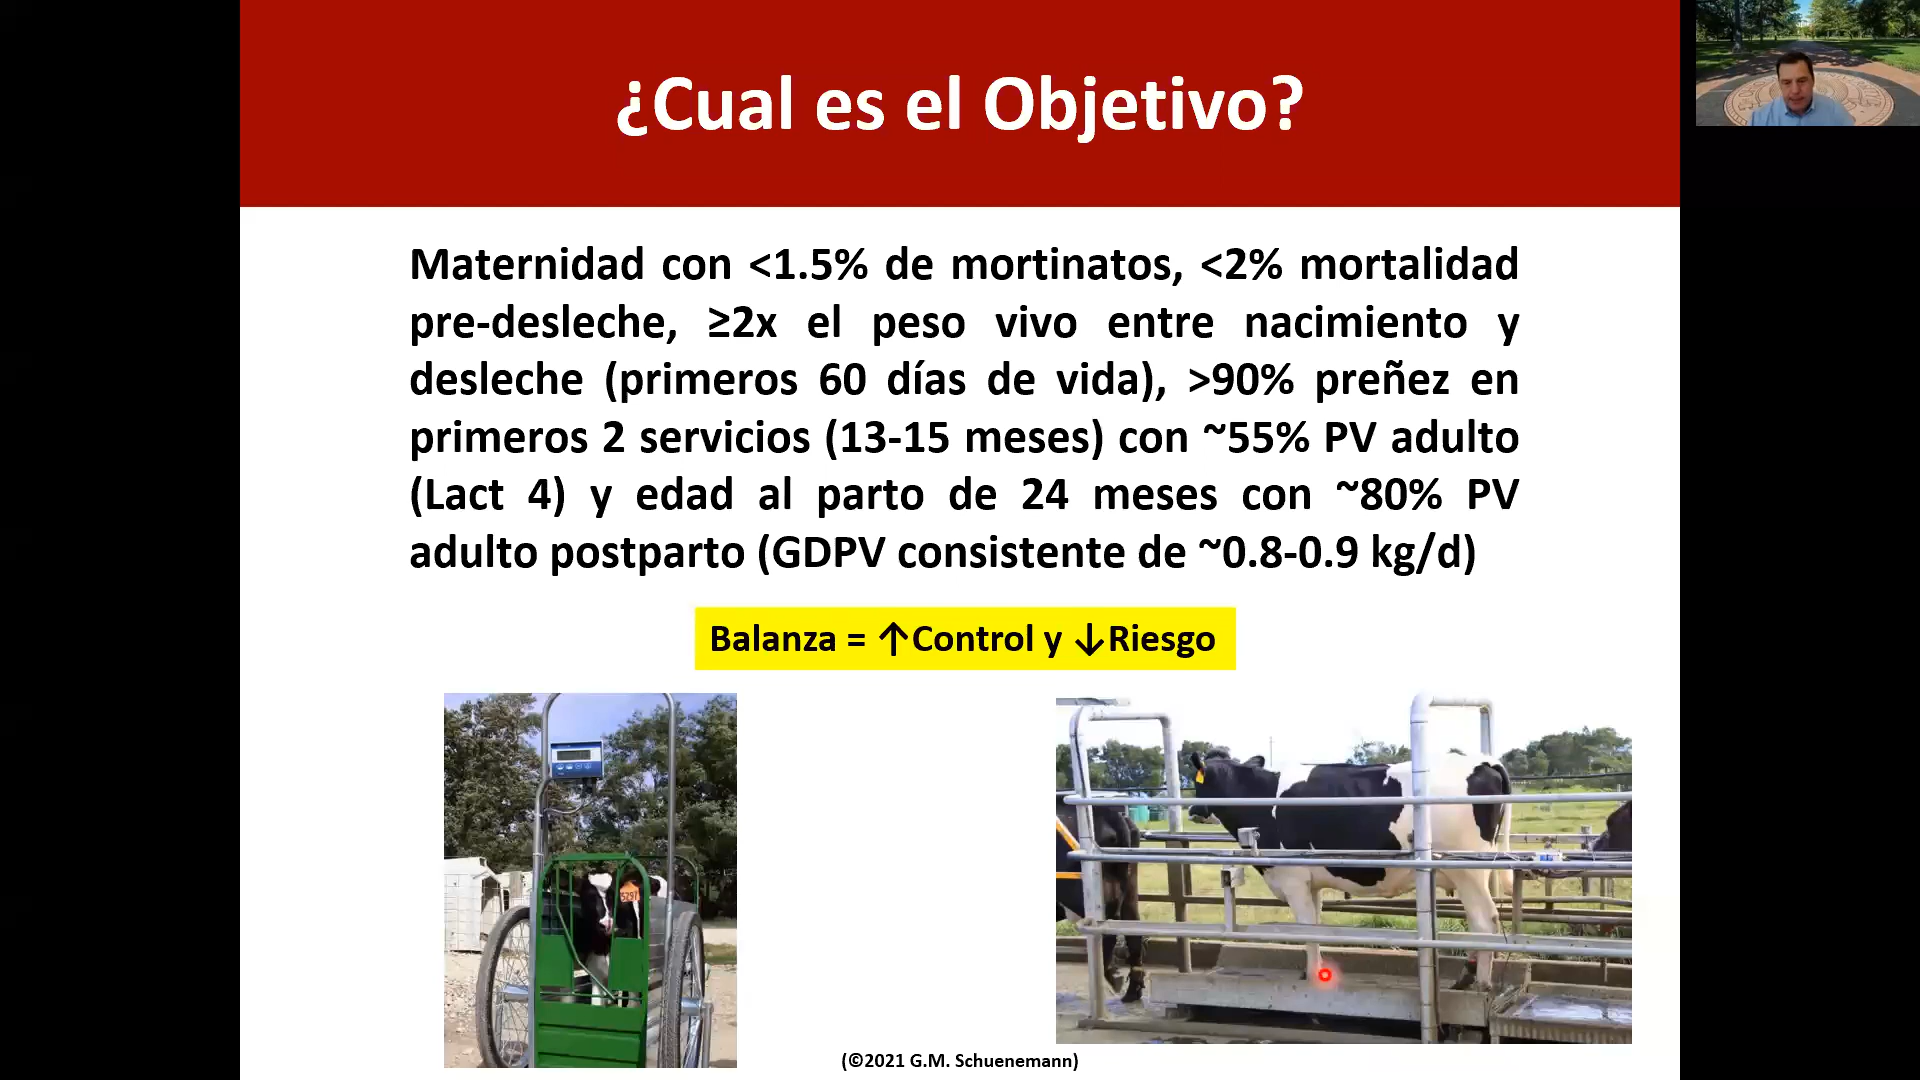 ¿Cual es el Objetivo?
Maternidad con <1.5% de mortinatos, <2% mortalidad
pre-desleche, ≥2x el peso vivo entre nacimiento y
desleche (primeros 60 días de vida), >90% preñez en
primeros 2 servicios (13-15 meses) con ~55% PV adulto
(Lact 4) y edad al parto de 24 meses con ~80% PV
adulto postparto (GDPV consistente de ~0.8-0.9 kg/d)
Balanza = ↑Control y ↓Riesgo
(©2021 G.M. Schuenemann)